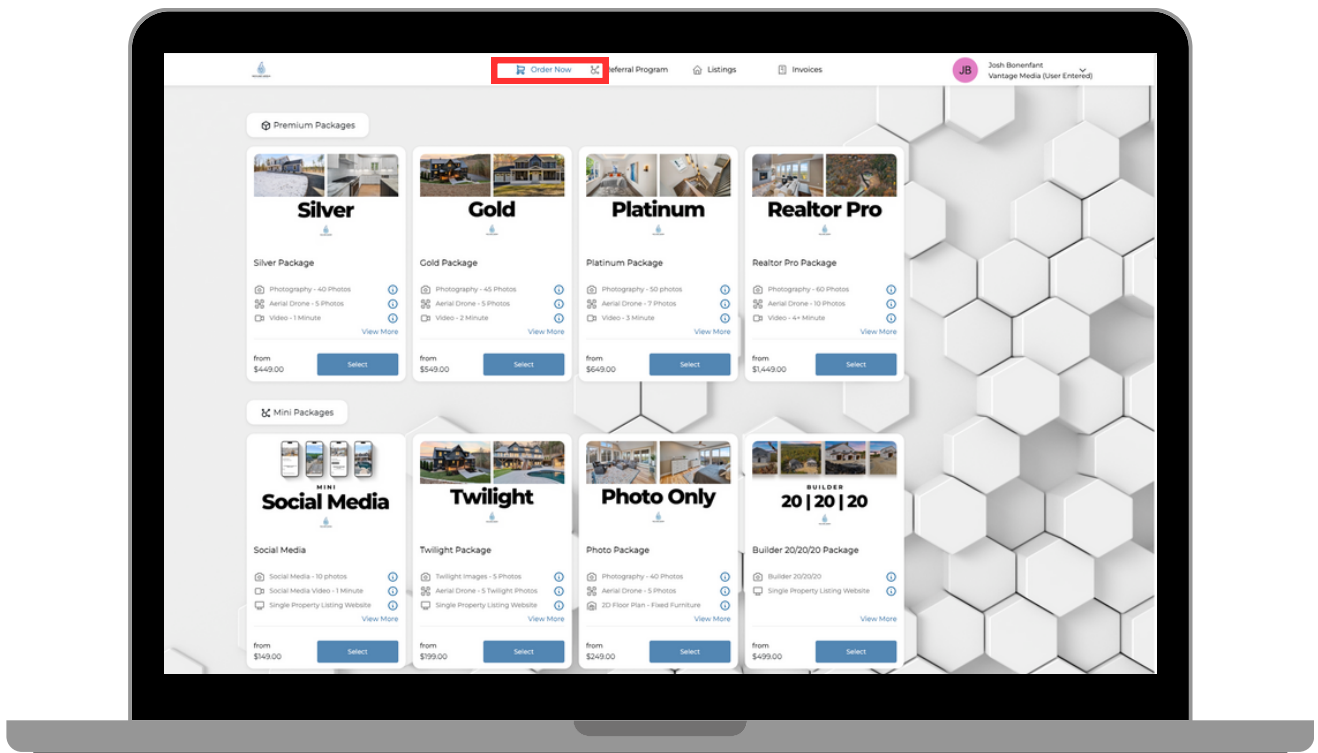 Order Now
eferral Program
Listings
Invoices
JB
Josh Bonenfant
Vantage Media (User Entered)
Premium Packages
Silver
Silver Package
Photography - 40 Photos
Aerial Drone - 5 Photos
Video - 1 Minute
View More
from
$449.00
Select
Gold
Gold Package
Photography - 45 Photos
Aerial Drone - 5 Photos
Video - 2 Minute
View More
from
$549.00
Select
Platinum
Platinum Package
Photography - 50 photos
Aerial Drone - 7 Photos
Video - 3 Minute
View More
from
$649.00
Select
Realtor Pro
Realtor Pro Package
Photography - 60 Photos
Aerial Drone - 10 Photos
Video - 4+ Minute
View More
from
$1,449.00
Select
Mini Packages
MINI
Social Media
Social Media
Social Media - 10 photos
Social Media Video - 1 Minute
Single Property Listing Website
View More
from
$149.00
Select
Twilight
Twilight Package
Twilight Images - 5 Photos
Aerial Drone - 5 Twilight Photos
Single Property Listing Website
View More
from
$199.00
Select
Photo Only
Photo Package
Photography - 40 Photos
Aerial Drone - 5 Photos
2D Floor Plan - Fixed Furniture
View More
from
$249.00
Select
BUILDER
20 | 20 | 20
Builder 20/20/20 Package
Builder 20/20/20
Single Property Listing Website
View More
from
$499.00
Select